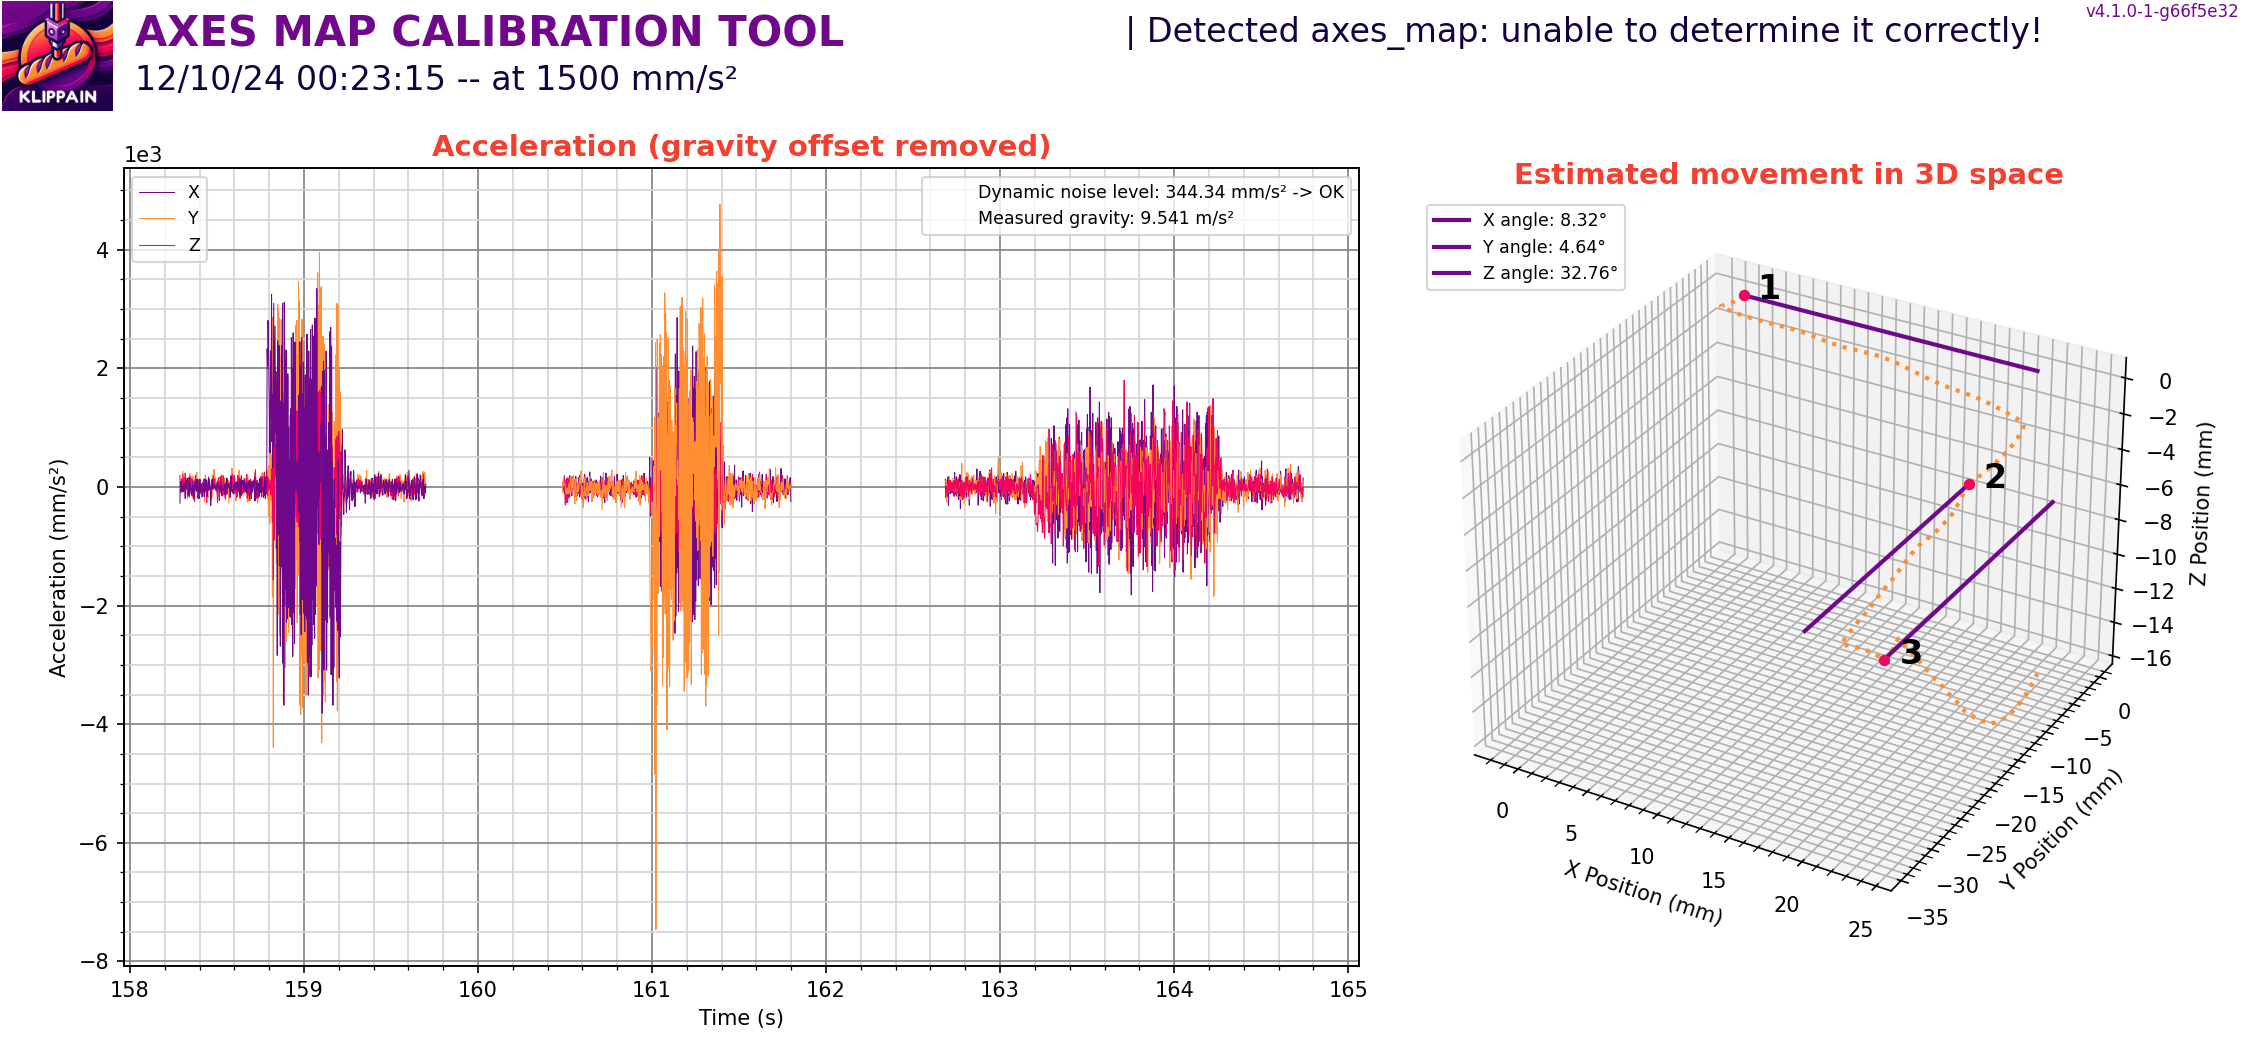 AXES MAP CALIBRATION TOOL
| Detected axes_map: unable to determine it correctly!
v4.1.0-1-g66f5e32
KLIPPAIN
12/10/24 00:23:15 -- at 1500 mm/s²
Acceleration (gravity offset removed)
1e3
X
Y
Z
Dynamic noise level: 344.34 mm/s² -> OK
Measured gravity: 9.541 m/s²
4
2
0
−2
−4
−6
−8
Acceleration (mm/s²)
158
159
160
161
162
163
164
165
Time (s)
Estimated movement in 3D space
X angle: 8.32°
Y angle: 4.64°
Z angle: 32.76°
1
2
3
0
−2
−4
−6
−8
−10
−12
−14
−16
Z Position (mm)
0
−5
−10
−15
−20
−25
−30
−35
Y Position (mm)
0
5
10
15
20
25
X Position (mm)